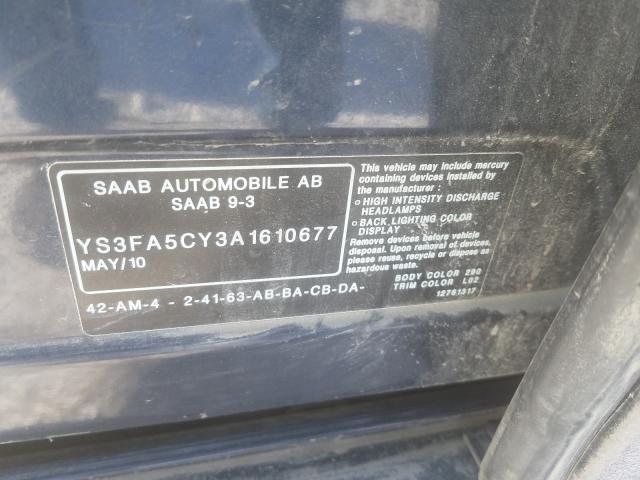 SAAB AUTOMOBILE AB
SAAB 9-3
YS3FA5CY3A1610677
MAY/10
42-AM-4 - 2-41-63-AB-BA-CB-DA-
This vehicle may include mercury
containing devices installed by
the manufacturer :
o HIGH INTENSITY DISCHARGE
HEADLAMPS
o BACK LIGHTING COLOR
DISPLAY
Remove devices before vehicle
disposal. Upon removal of devices,
please reuse, recycle or dispose as
hazardous waste.
BODY COLOR 290
TRIM COLOR L02
12761317